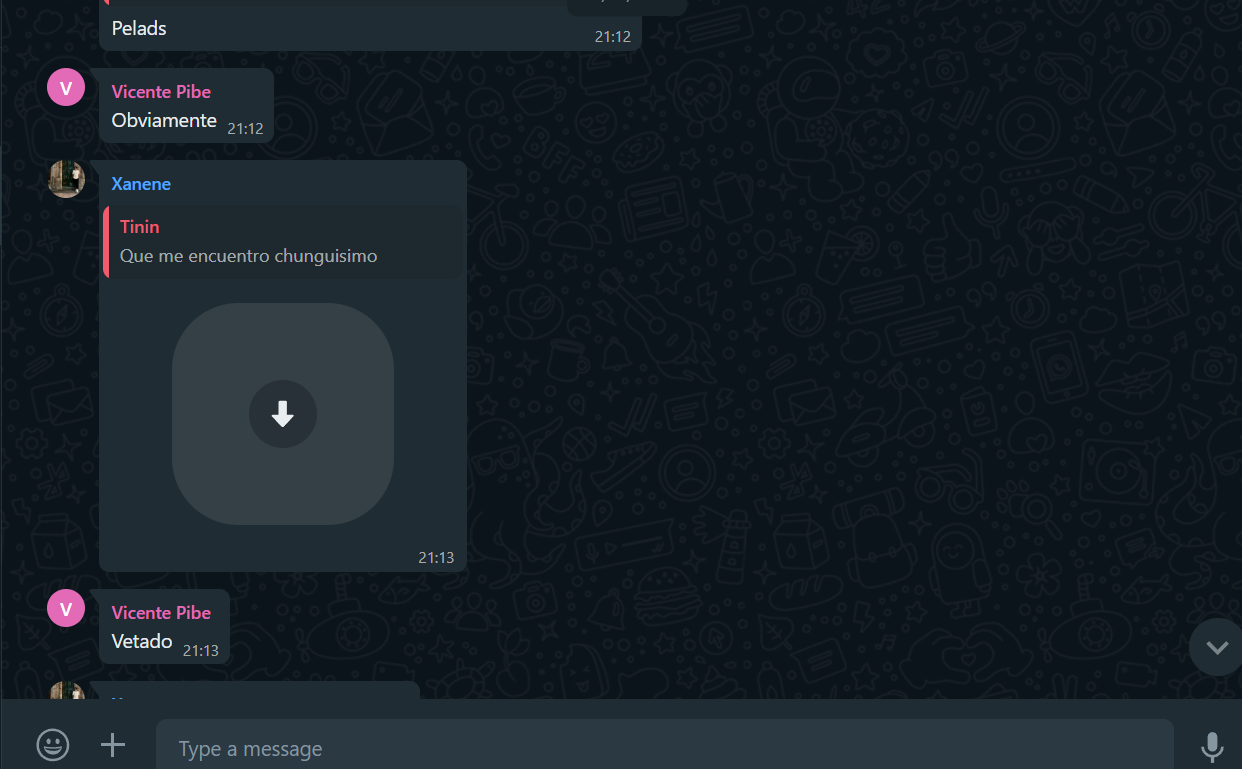 Pelads
21:12
V
Vicente Pibe
Obviamente 21:12
Xanene
Tinin
Que me encuentro chunguisimo
21:13
V
Vicente Pibe
Vetado 21:13
Type a message